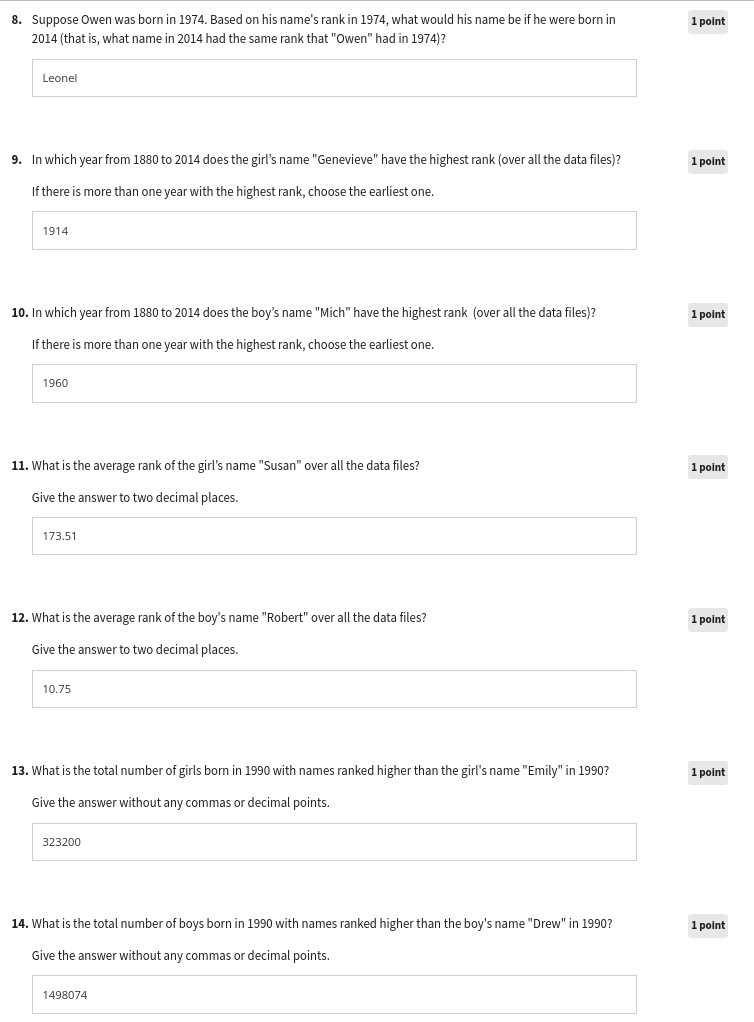 8. Suppose Owen was born in 1974. Based on his name's rank in 1974, what would his name be if he were born in
1 point
2014 (that is, what name in 2014 had the same rank that "Owen" had in 1974)?
Leonel
9. In which year from 1880 to 2014 does the girl's name "Genevieve" have the highest rank (over all the data files)?
1 point
If there is more than one year with the highest rank, choose the earliest one.
1914
10. In which year from 1880 to 2014 does the boy's name "Mich" have the highest rank (over all the data files)?
1 point
If there is more than one year with the highest rank, choose the earliest one.
1960
11. What is the average rank of the girl's name "Susan" over all the data files?
1 point
Give the answer to two decimal places.
173.51
12. What is the average rank of the boy's name "Robert" over all the data files?
1 point
Give the answer to two decimal places.
10.75
13. What is the total number of girls born in 1990 with names ranked higher than the girl's name "Emily" in 1990?
1 point
Give the answer without any commas or decimal points.
323200
14. What is the total number of boys born in 1990 with names ranked higher than the boy's name "Drew" in 1990?
1 point
Give the answer without any commas or decimal points.
1498074